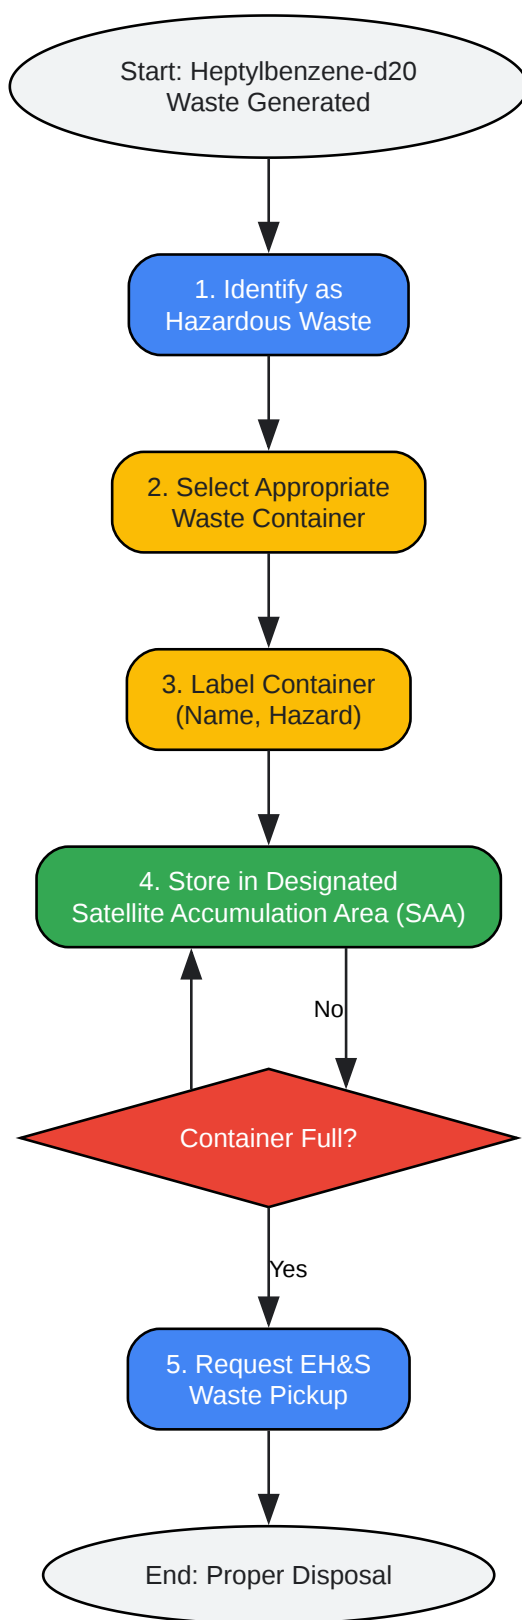 Start: Heptylbenzene-d20
Waste Generated
1. Identify as
Hazardous Waste
2. Select Appropriate
Waste Container
3. Label Container
(Name, Hazard)
4. Store in Designated
Satellite Accumulation Area (SAA)
No
Container Full?
Yes
5. Request EH&S
Waste Pickup
End: Proper Disposal